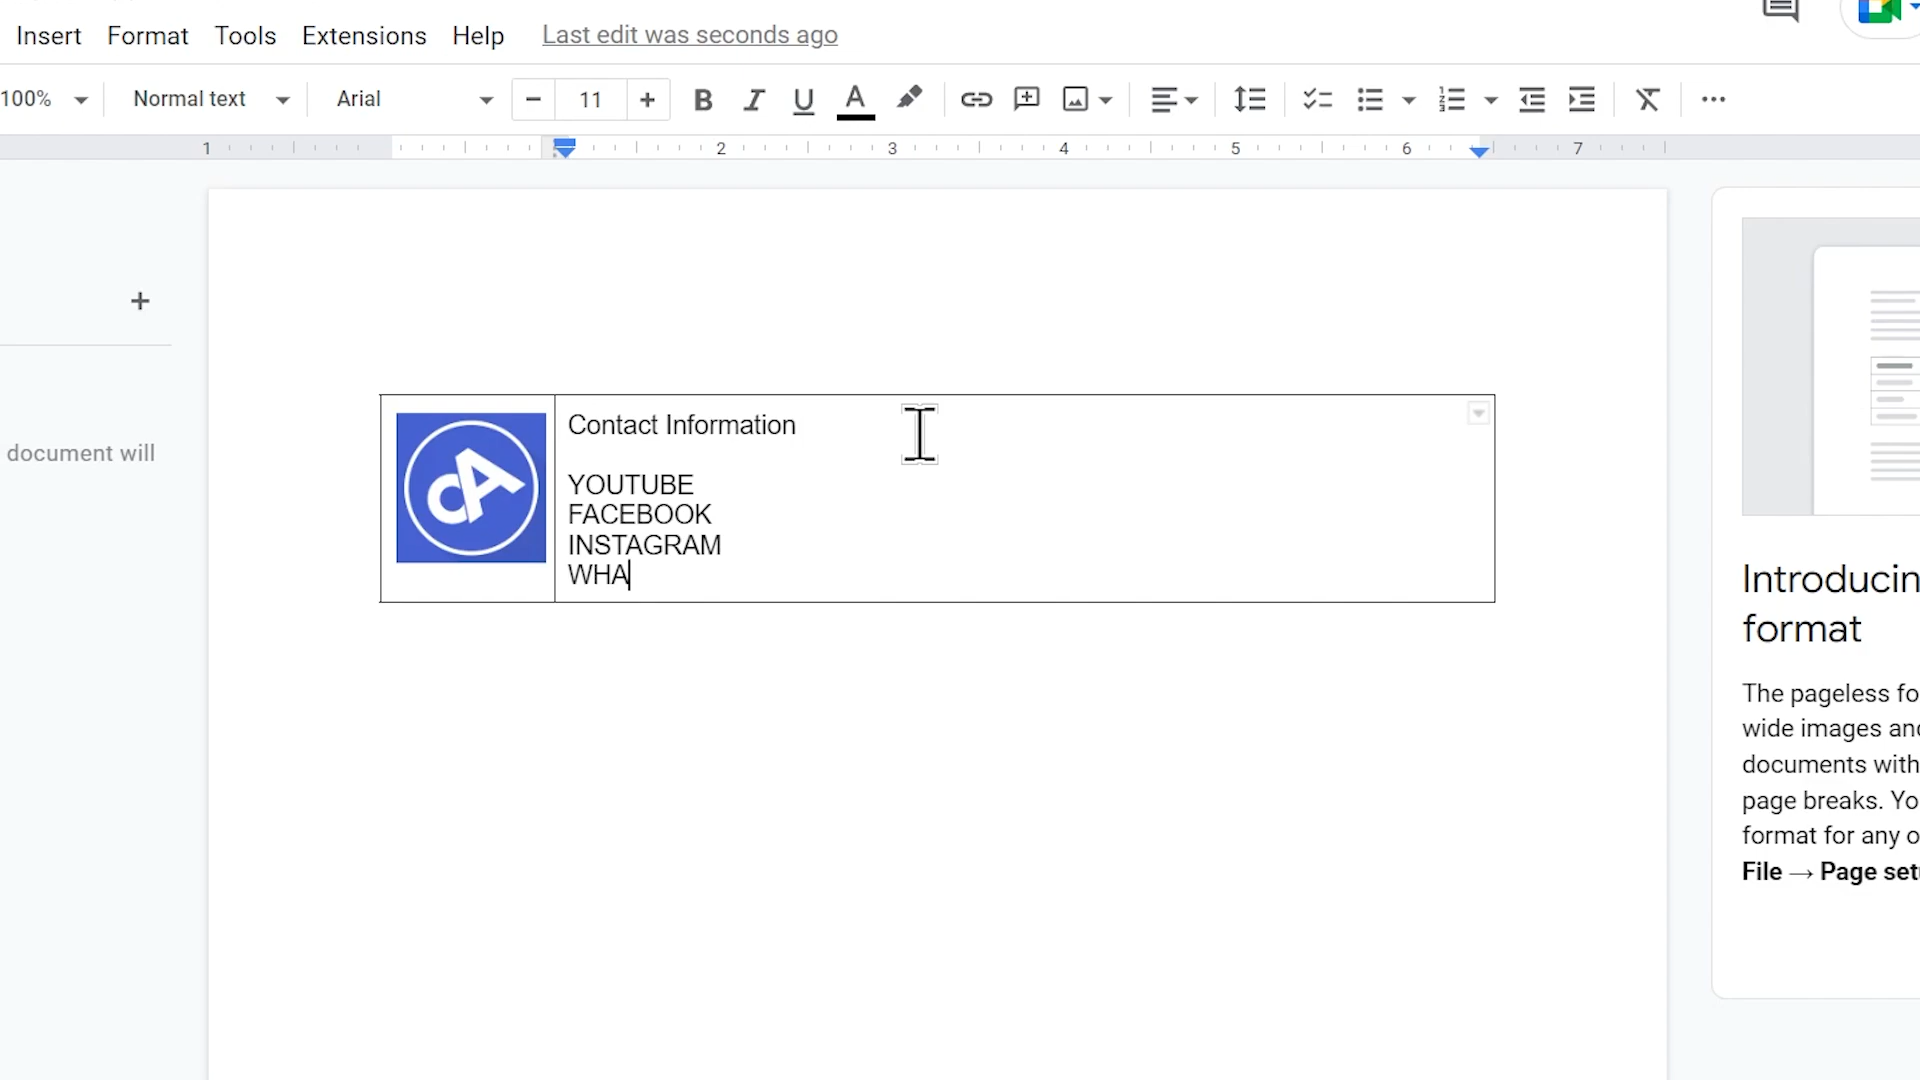 Insert Format Tools Extensions Help Last edit was seconds ago
100% Normal text Arial 11 B I U A
1 2 3 4 5 6 7
document will
CA
Contact Information
YOUTUBE
FACEBOOK
INSTAGRAM
WHA
Introducin
format
The pageless fo
wide images and
documents with
page breaks. Yo
format for any o
File → Page set